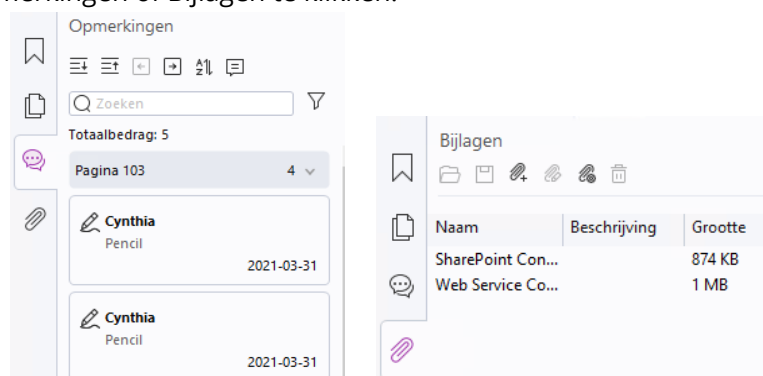 Opmerkingen
Zoeken
Totaalbedrag: 5
Pagina 103 4
Cynthia
Pencil
2021-03-31
Cynthia
Pencil
2021-03-31
Bijlagen
Naam Beschrijving Grootte
SharePoint Con... 874 KB
Web Service Co... 1 MB